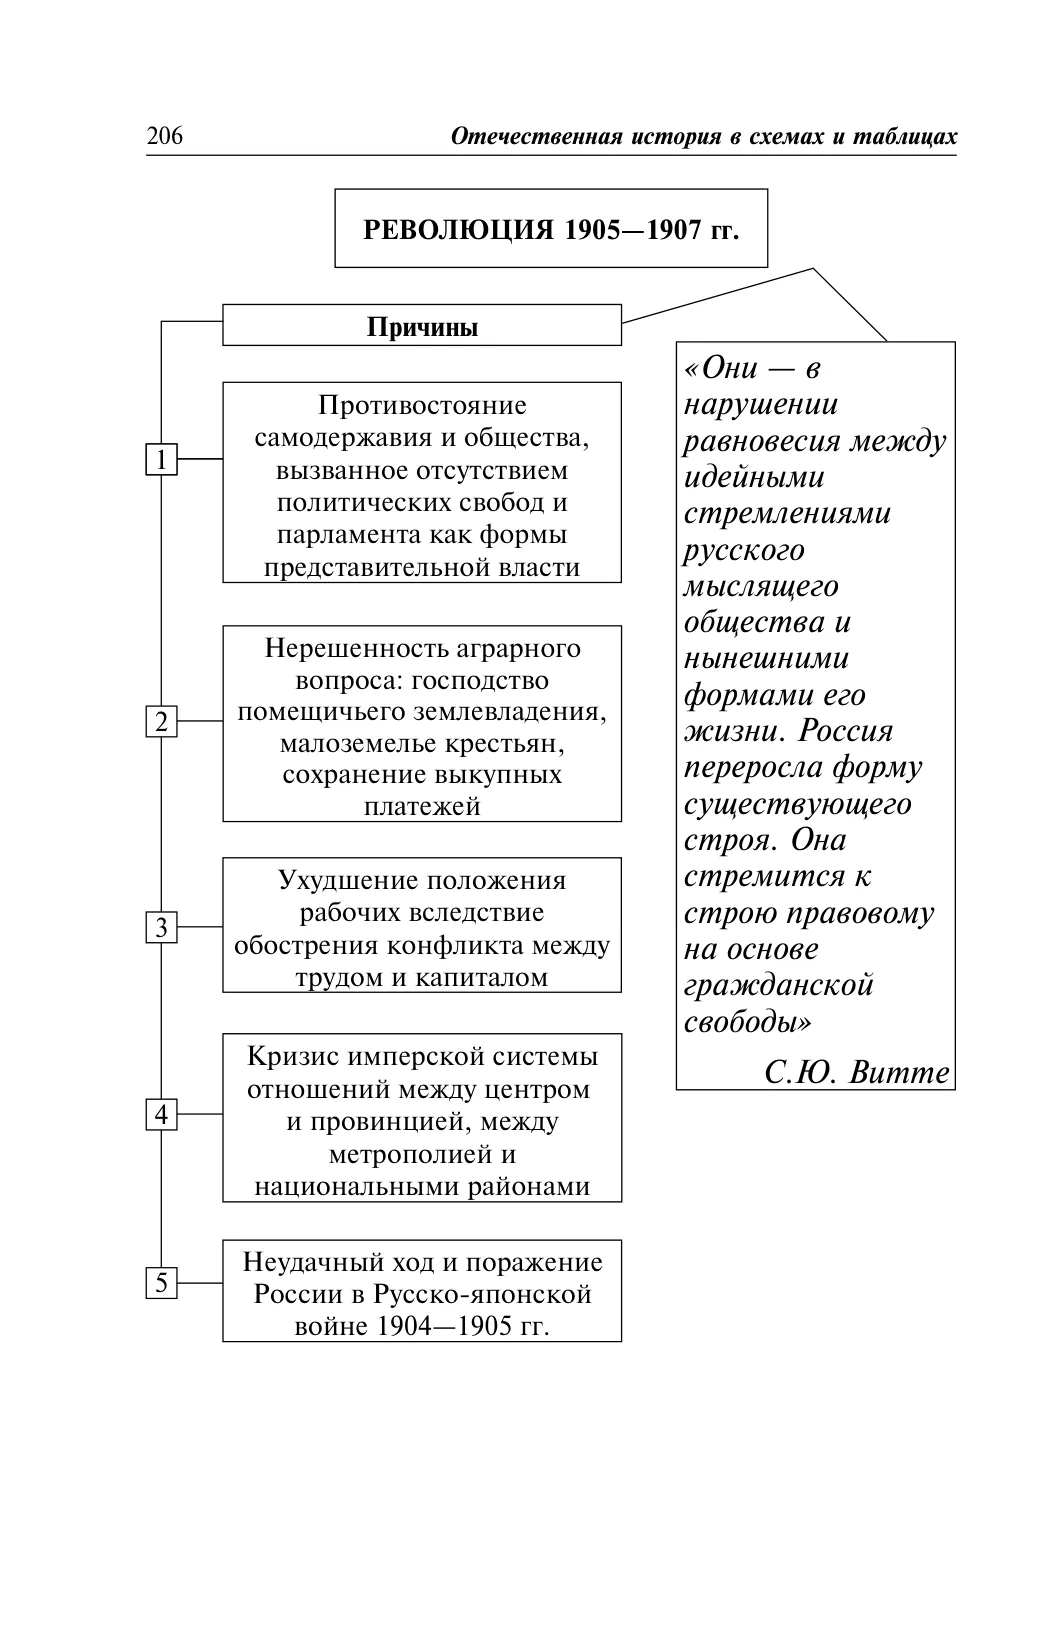 206
Отечественная история в схемах и таблицах
РЕВОЛЮЦИЯ 1905—1907 гг.
Причины
1
Противостояние
самодержавия и общества,
вызванное отсутствием
политических свобод и
парламента как формы
представительной власти
2
Нерешенность аграрного
вопроса: господство
помещичьего землевладения,
малоземелье крестьян,
сохранение выкупных
платежей
3
Ухудшение положения
рабочих вследствие
обострения конфликта между
трудом и капиталом
4
Кризис имперской системы
отношений между центром
и провинцией, между
метрополией и
национальными районами
5
Неудачный ход и поражение
России в Русско-японской
войне 1904—1905 гг.
«Они — в
нарушении
равновесия между
идейными
стремлениями
русского
мыслящего
общества и
нынешними
формами его
жизни. Россия
переросла форму
существующего
строя. Она
стремится к
строю правовому
на основе
гражданской
свободы»
С.Ю. Витте